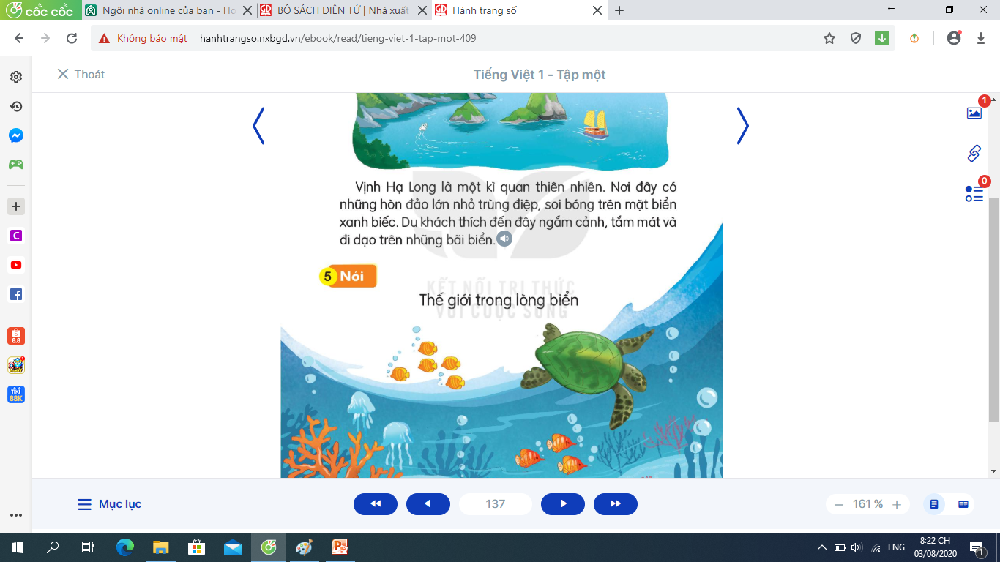 cốc cốc
Ngôi nhà online của bạn - Ho
BỘ SÁCH ĐIỆN TỬ | Nhà xuất
Hành trang số
Không bảo mật
hanhtrangso.nxbgd.vn/ebook/read/tieng-viet-1-tap-mot-409
Thoát
Tiếng Việt 1 - Tập một
1
0
Vịnh Hạ Long là một kì quan thiên nhiên. Nơi đây có
những hòn đảo lớn nhỏ trùng điệp, soi bóng trên mặt biển
xanh biếc. Du khách thích đến đây ngắm cảnh, tắm mát và
đi dạo trên những bãi biển.
5 Nói
KẾT NỐI TRI THỨC
Thế giới trong lòng biển
VỚI CUỘC SỐNG
C
8.8
TIKI
88K
Mục lục
137
161 %
ENG
8:22 CH
03/08/2020
1